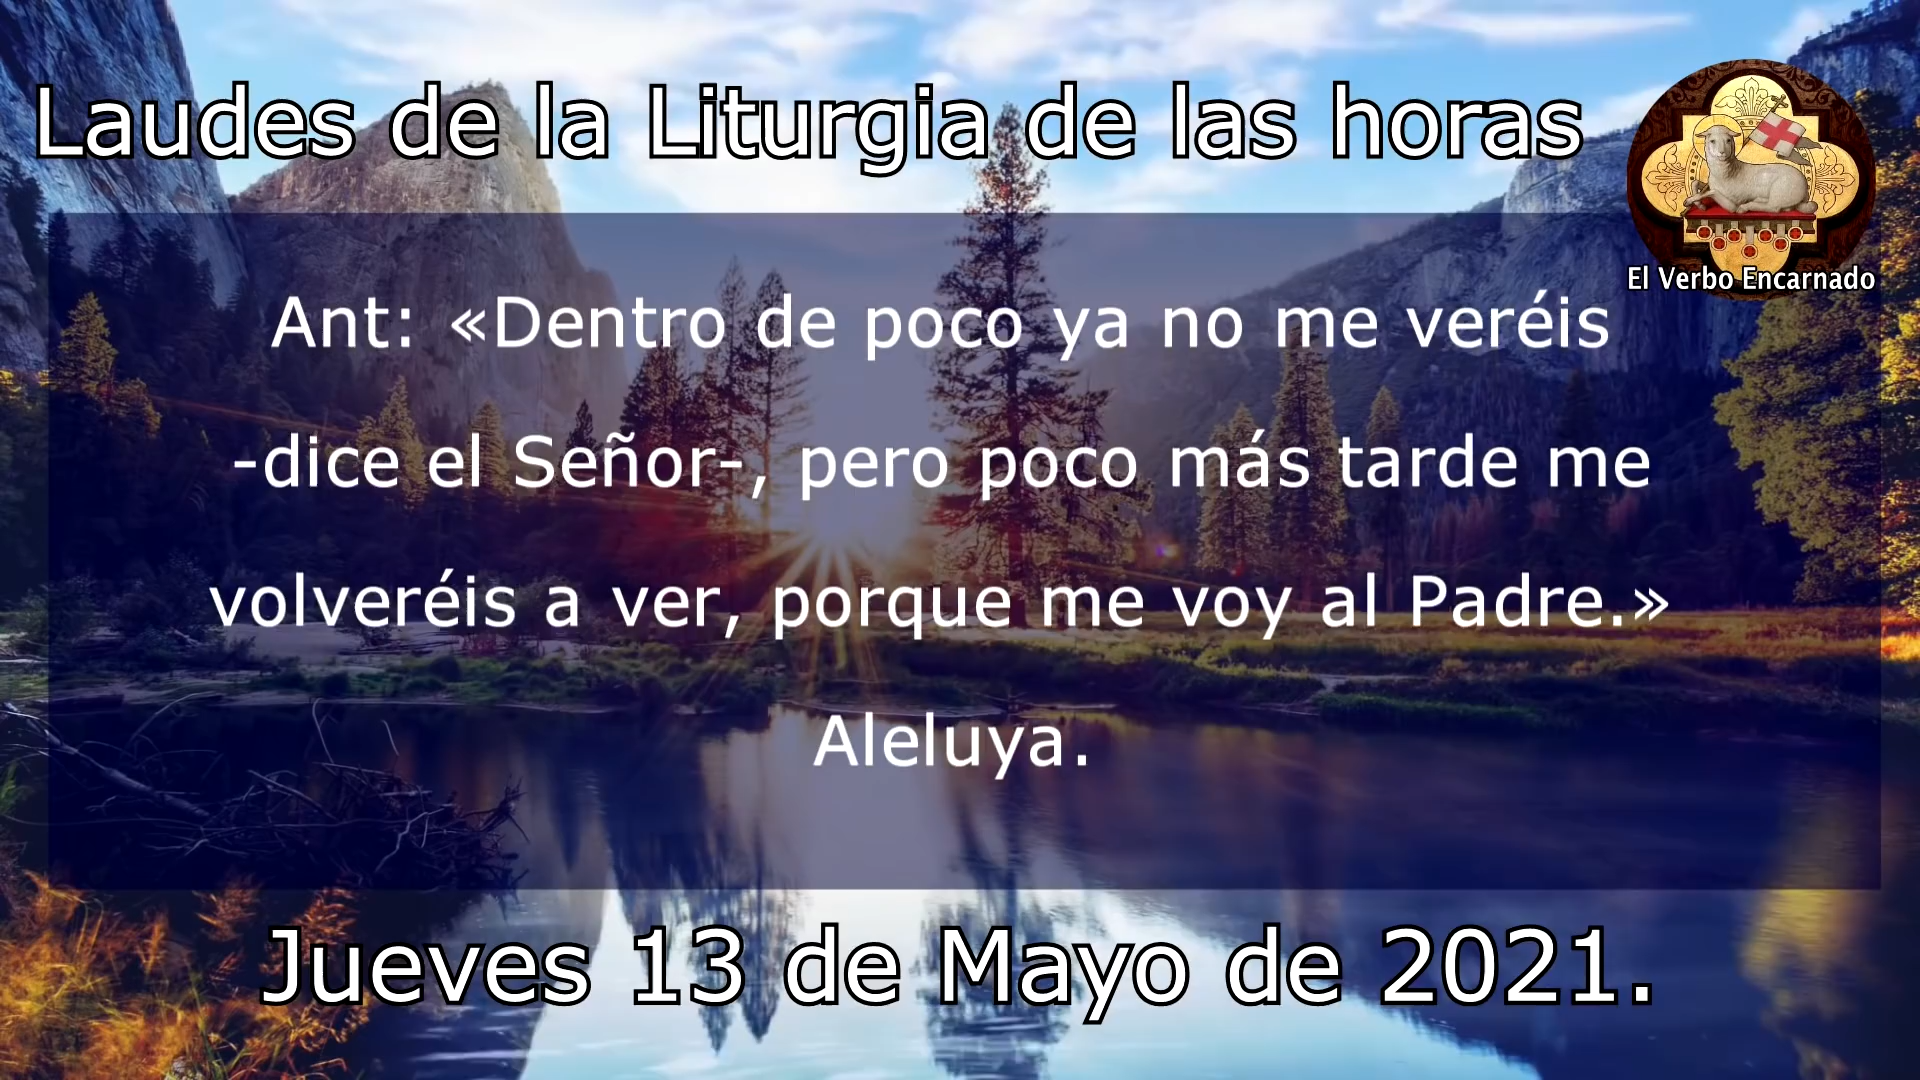 Laudes de la Liturgia de las horas
El Verbo Encarnado
Ant: «Dentro de poco ya no me veréis
-dice el Señor-, pero poco más tarde me
volveréis a ver, porque me voy al Padre.»
Aleluya.
Jueves 13 de Mayo de 2021.